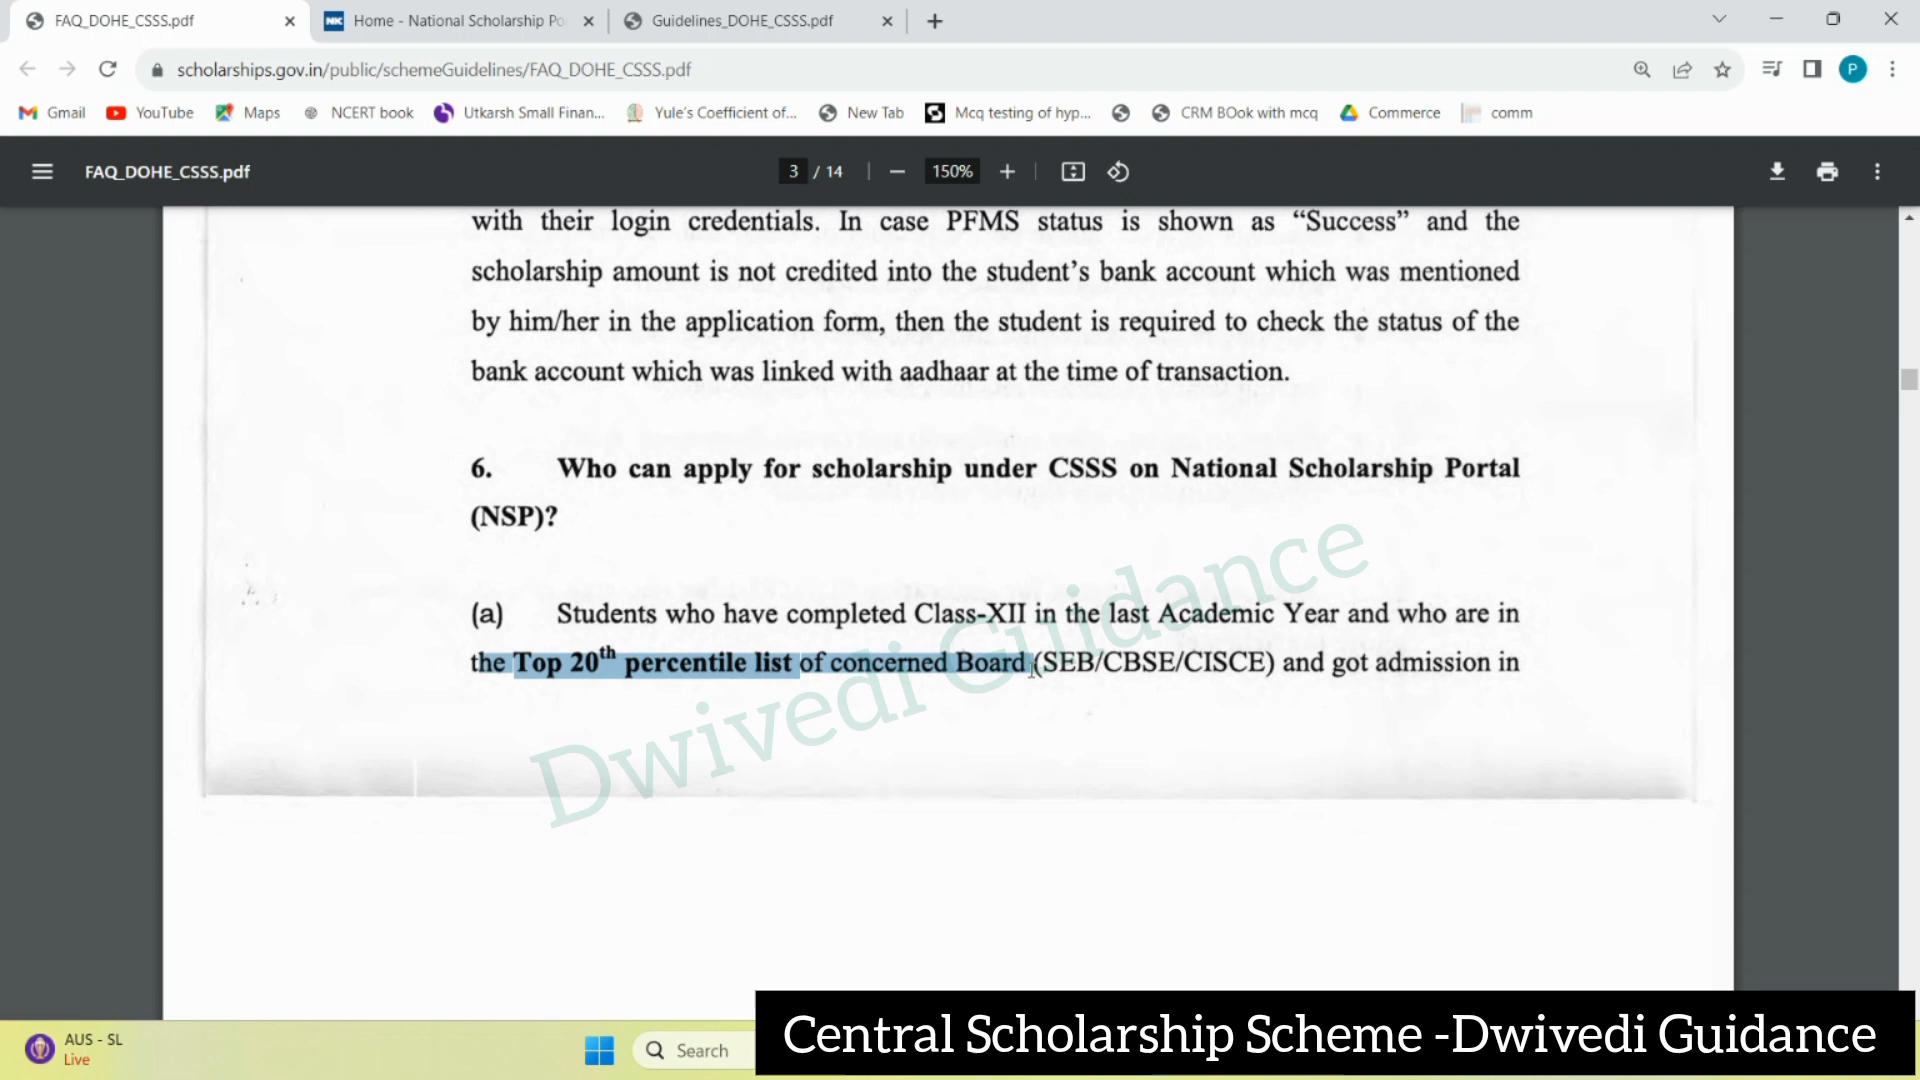 FAQ_DOHE_CSSS.pdf
Home - National Scholarship Po
Guidelines_DOHE_CSSS.pdf
scholarships.gov.in/public/schemeGuidelines/FAQ_DOHE_CSSS.pdf
P
Gmail
YouTube
Maps
NCERT book
Utkarsh Small Finan...
Yule's Coefficient of...
New Tab
Mcq testing of hyp...
CRM BOok with mcq
Commerce
comm
FAQ_DOHE_CSSS.pdf
3 / 14
150%
with their login credentials. In case PFMS status is shown as “Success” and the
scholarship amount is not credited into the student’s bank account which was mentioned
by him/her in the application form, then the student is required to check the status of the
bank account which was linked with aadhaar at the time of transaction.
6. Who can apply for scholarship under CSSS on National Scholarship Portal
(NSP)?
(a) Students who have completed Class-XII in the last Academic Year and who are in
the Top 20th percentile list of concerned Board (SEB/CBSE/CISCE) and got admission in
Dwivedi Guidance
AUS - SL
Live
Search
Central Scholarship Scheme -Dwivedi Guidance